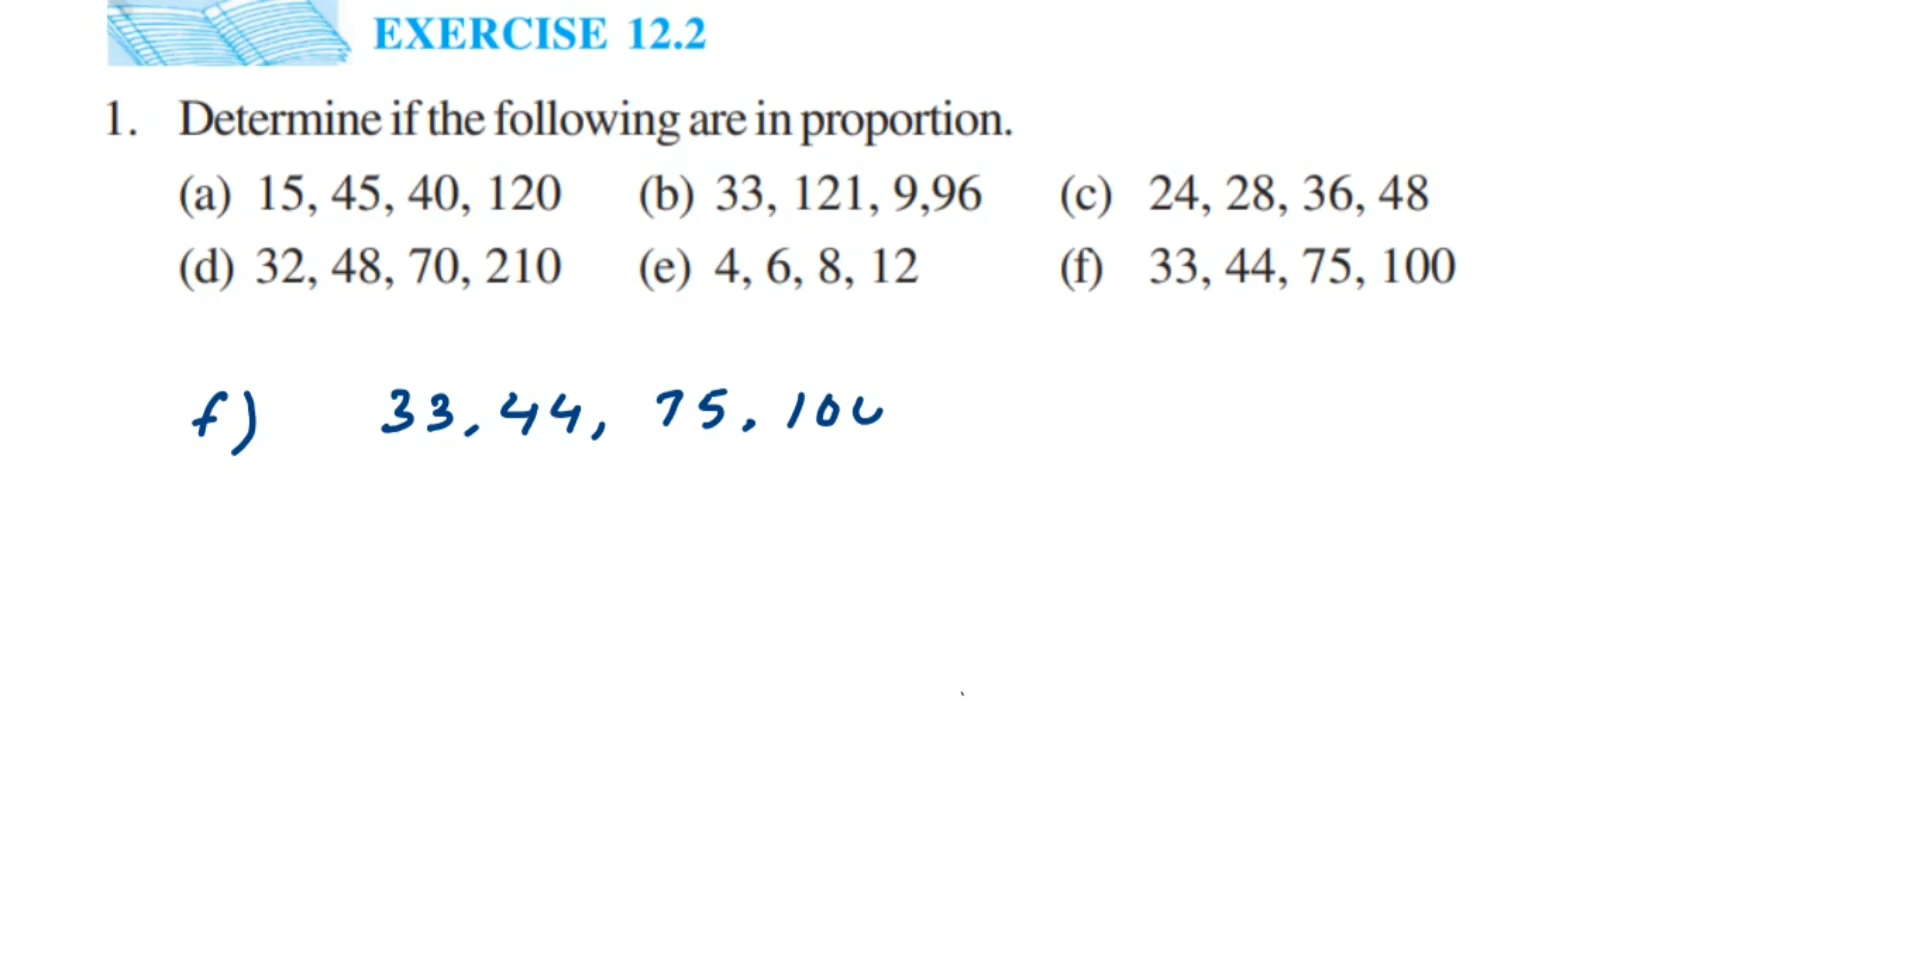 EXERCISE 12.2
1. Determine if the following are in proportion.
(a) 15, 45, 40, 120 (b) 33, 121, 9,96 (c) 24, 28, 36, 48
(d) 32, 48, 70, 210 (e) 4, 6, 8, 12 (f) 33, 44, 75, 100
f) 33, 44, 75, 100